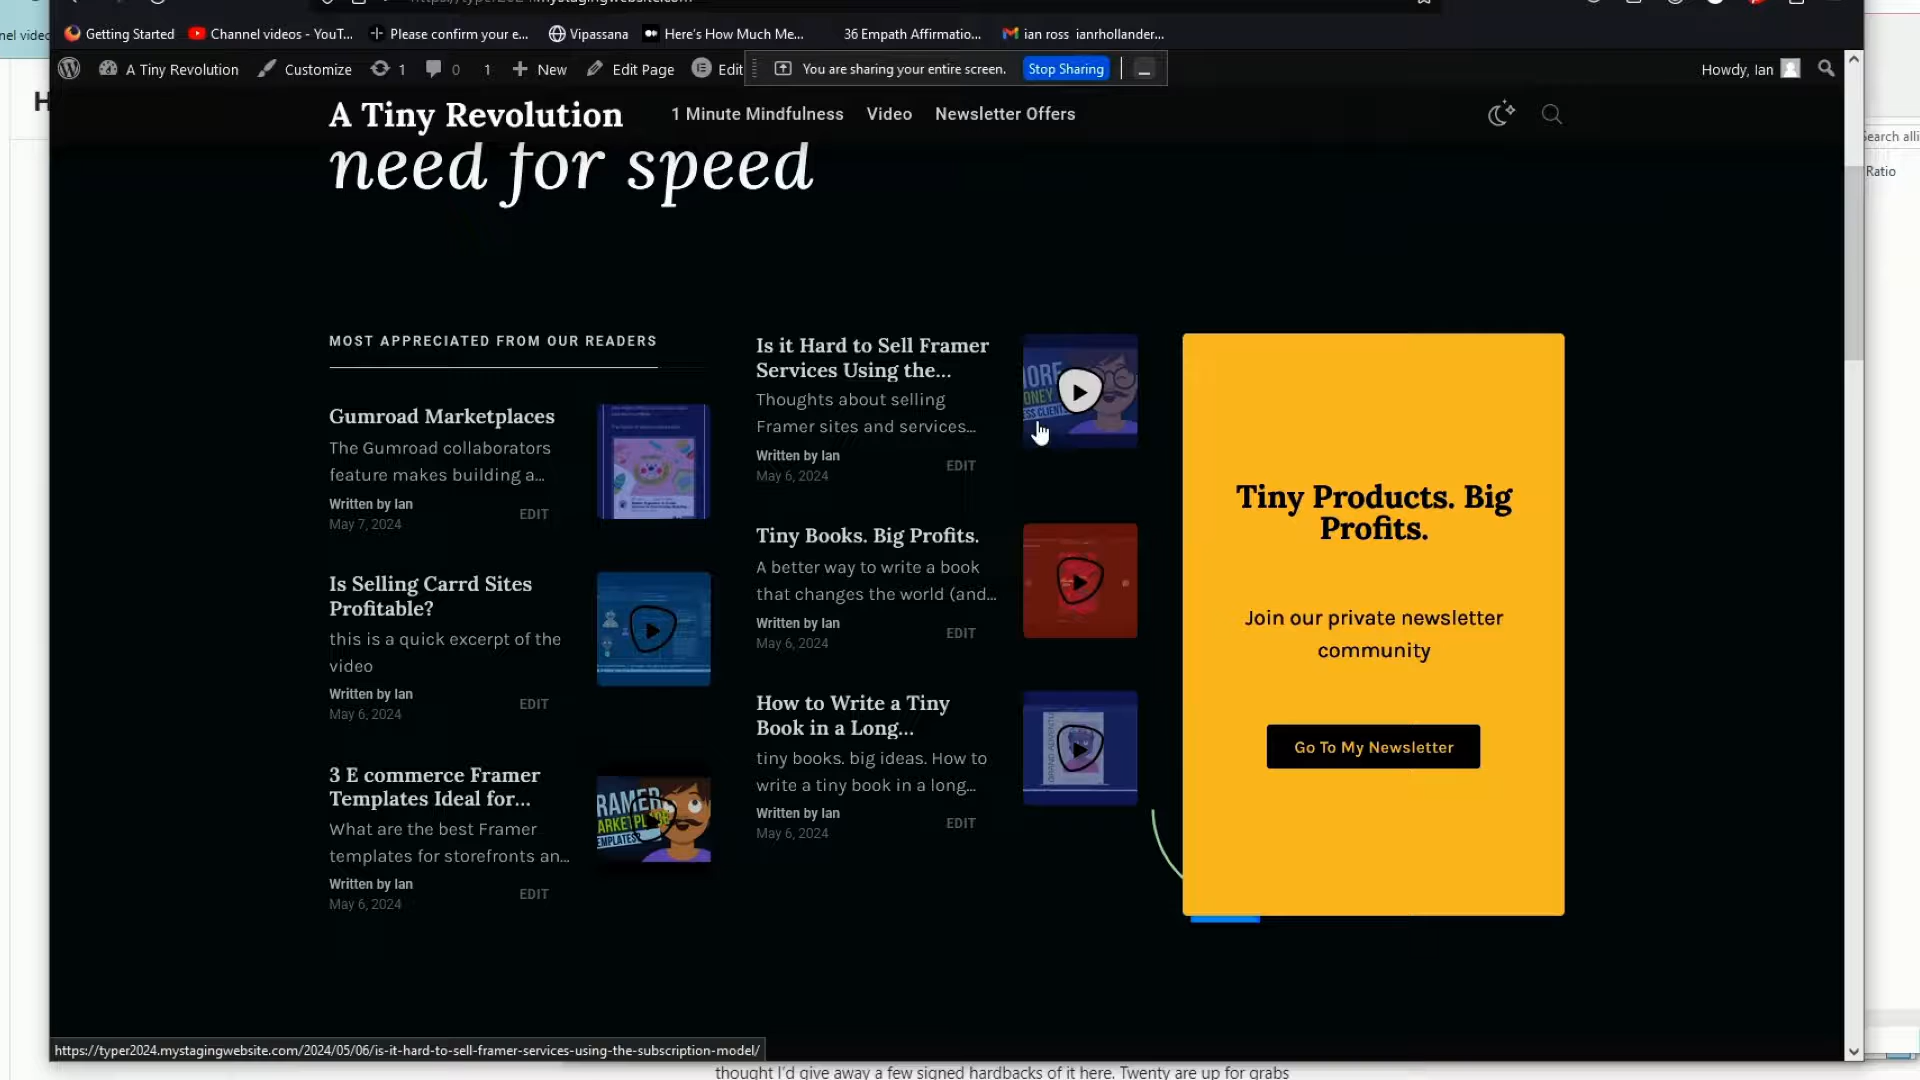 Getting Started
Channel videos - YouT...
Please confirm your e...
Vipassana
Here's How Much Me...
36 Empath Affirmatio...
ian ross ianrhollander...
A Tiny Revolution
Customize
1
0
1
New
Edit Page
Edit
You are sharing your entire screen.
Stop Sharing
Howdy, Ian
A Tiny Revolution
1 Minute Mindfulness
Video
Newsletter Offers
need for speed
MOST APPRECIATED FROM OUR READERS
Gumroad Marketplaces
The Gumroad collaborators
feature makes building a...
Written by Ian
May 7, 2024
EDIT
Is Selling Carrd Sites
Profitable?
this is a quick excerpt of the
video
Written by Ian
May 6, 2024
EDIT
3 E commerce Framer
Templates Ideal for...
What are the best Framer
templates for storefronts an...
Written by Ian
May 6, 2024
EDIT
Is it Hard to Sell Framer
Services Using the...
Thoughts about selling
Framer sites and services...
Written by Ian
May 6, 2024
EDIT
Tiny Books. Big Profits.
A better way to write a book
that changes the world (and...
Written by Ian
May 6, 2024
EDIT
How to Write a Tiny
Book in a Long...
tiny books. big ideas. How to
write a tiny book in a long...
Written by Ian
May 6, 2024
EDIT
Tiny Products. Big
Profits.
Join our private newsletter
community
Go To My Newsletter
Ratio
https://typer2024.mystagingwebsite.com/2024/05/06/is-it-hard-to-sell-framer-services-using-the-subscription-model/
thought I'd give away a few signed hardbacks of it here. Twenty are up for grabs